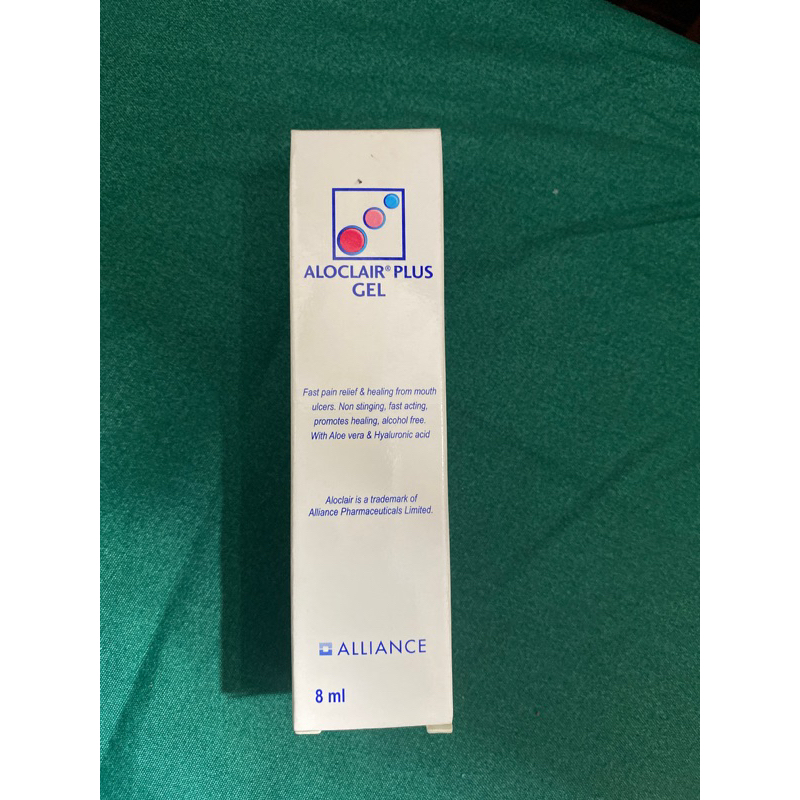 ALOCLAIR® PLUS
GEL
Fast pain relief & healing from mouth
ulcers. Non stinging, fast acting,
promotes healing, alcohol free.
With Aloe vera & Hyaluronic acid
Aloclair is a trademark of
Alliance Pharmaceuticals Limited.
ALLIANCE
8 ml